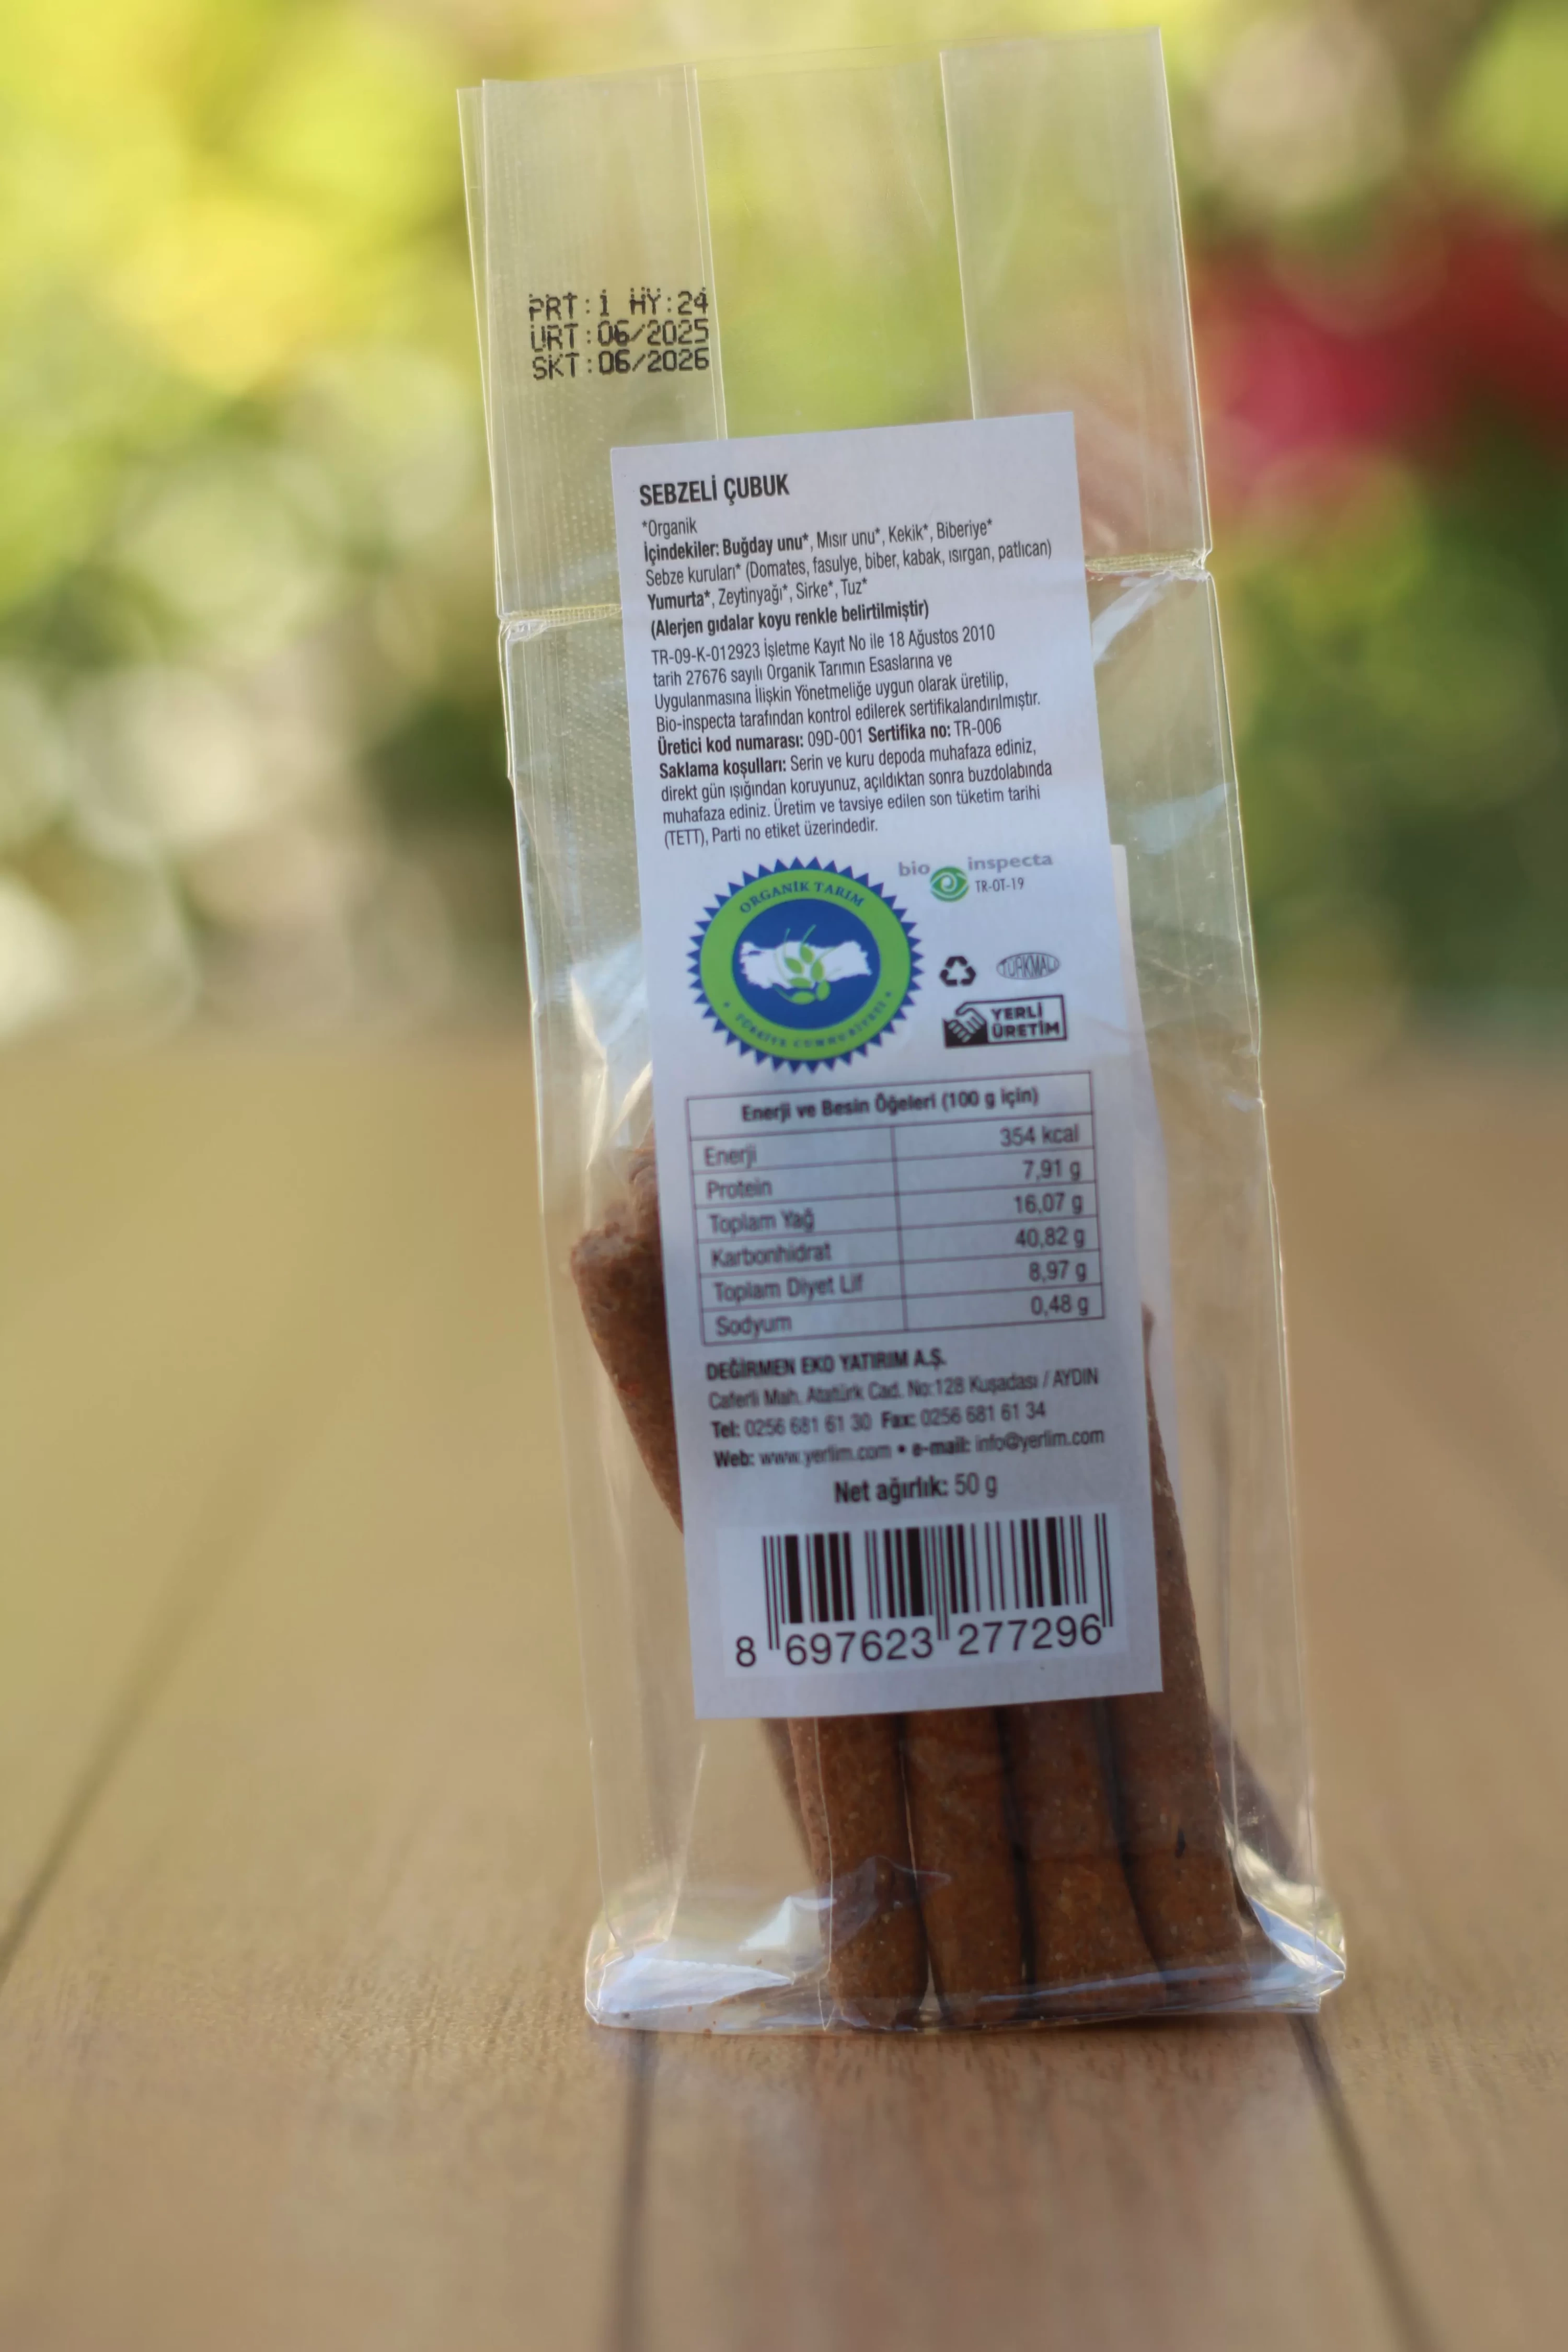 PRT:1 HY:24
ÜRT:06/2025
SKT:06/2026
SEBZELİ ÇUBUK
*Organik
İçindekiler: Buğday unu*, Mısır unu*, Kekik*, Biberiye*
Sebze kuruları* (Domates, fasulye, biber, kabak, ısırgan, patlıcan)
Yumurta*, Zeytinyağı*, Sirke*, Tuz*
(Alerjen gıdalar koyu renkle belirtilmiştir)
TR-09-K-012923 İşletme Kayıt No ile 18 Ağustos 2010
tarih 27676 sayılı Organik Tarımın Esaslarına ve
Uygulanmasına İlişkin Yönetmeliğe uygun olarak üretilip,
Bio-inspecta tarafından kontrol edilerek sertifikalandırılmıştır.
Üretici kod numarası: 09D-001 Sertifika no: TR-006
Saklama koşulları: Serin ve kuru depoda muhafaza ediniz,
direkt gün ışığından koruyunuz, açıldıktan sonra buzdolabında
muhafaza ediniz. Üretim ve tavsiye edilen son tüketim tarihi
(TETT), Parti no etiket üzerindedir.
bio inspecta
TR-OT-19
ORGANİK TARIM
TÜRKİYE CUMHURİYETİ
TÜRKMALI
YERLİ
ÜRETİM
Enerji ve Besin Öğeleri (100 g için)
Enerji 354 kcal
Protein 7,91 g
Toplam Yağ 16,07 g
Karbonhidrat 40,82 g
Toplam Diyet Lif 8,97 g
Sodyum 0,48 g
DEĞİRMEN EKO YATIRIM A.Ş.
Caferli Mah. Atatürk Cad. No:128 Kuşadası / AYDIN
Tel: 0256 681 61 30 Fax: 0256 681 61 34
Web: www.yerlim.com • e-mail: info@yerlim.com
Net ağırlık: 50 g
8 697623 277296